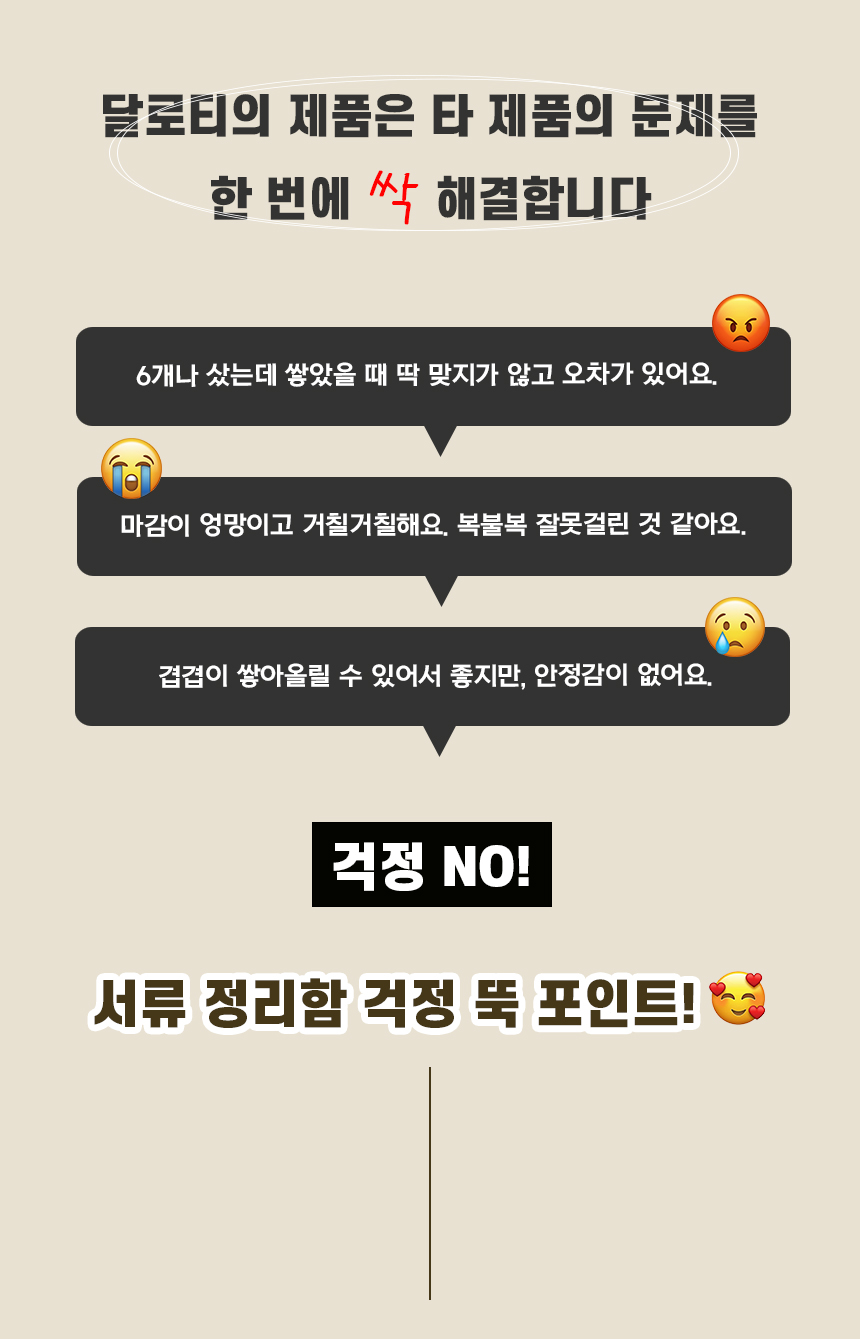 달로티의 제품은 타 제품의 문제를
한 번에 싹 해결합니다
6개나 샀는데 쌓았을 때 딱 맞지가 않고 오차가 있어요.
마감이 엉망이고 거칠거칠해요. 복불복 잘못걸린 것 같아요.
겹겹이 쌓아올릴 수 있어서 좋지만, 안정감이 없어요.
걱정 NO!
서류 정리함 걱정 뚝 포인트!